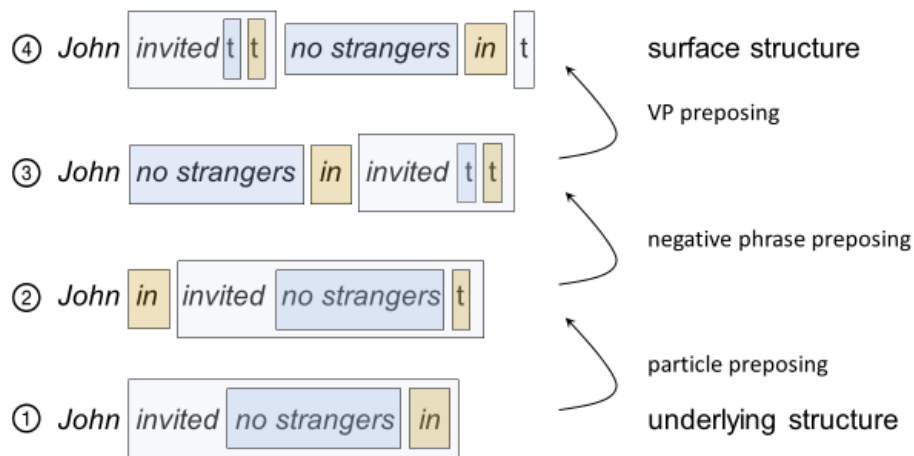 ④ John invited t t no strangers in t surface structure
VP preposing
③ John no strangers in invited t t
negative phrase preposing
② John in invited no strangers t
particle preposing
① John invited no strangers in underlying structure